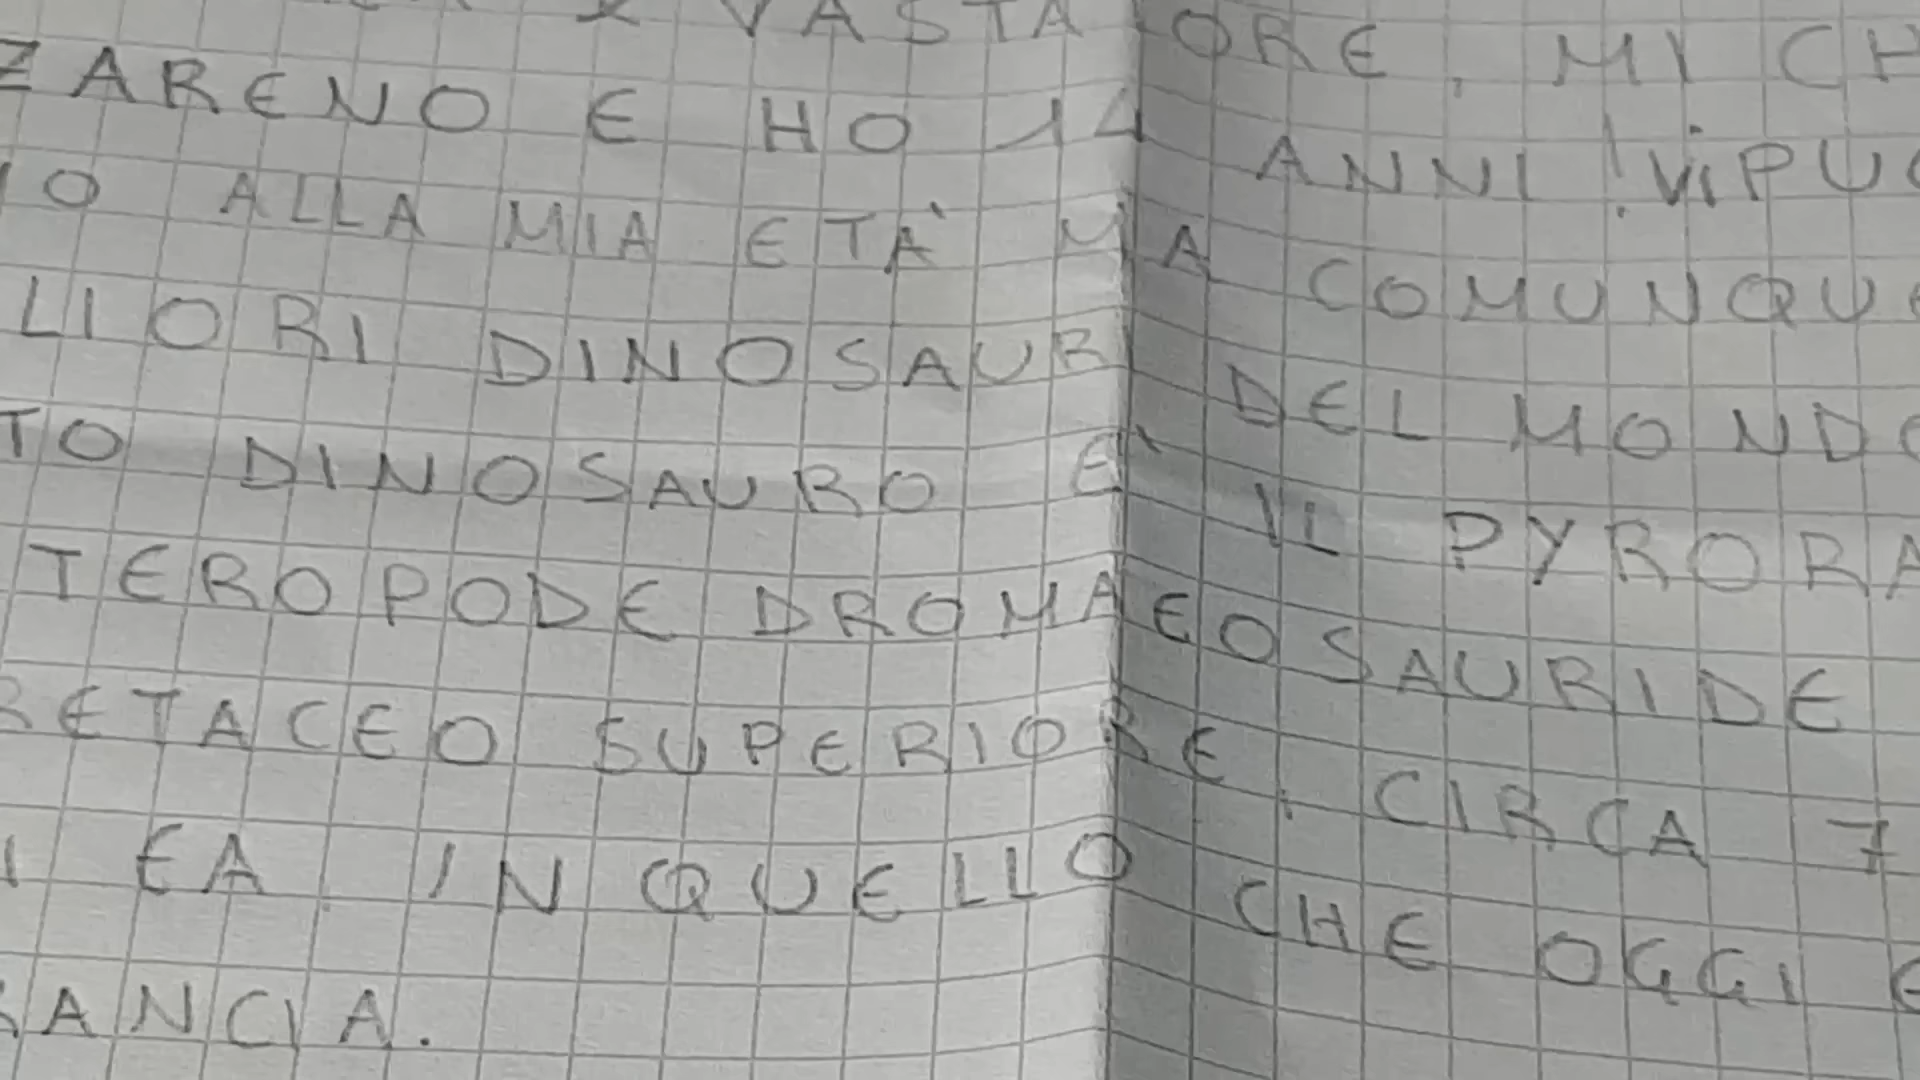 VASTATORE, MI CH
ZARENO E HO 14 ANNI! VI PUO
IO ALLA MIA ETÀ MA COMUNQUE
LIORI DINOSAURI DEL MONDO
TO DINOSAURO È IL PYRORA
TEROPODE DROMAEOSAURIDE
RETACEO SUPERIORE, CIRCA 7
I FA IN QUELLO CHE OGGI È
RANCIA.